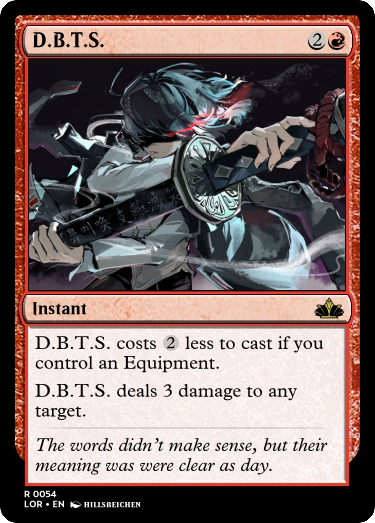 D.B.T.S. 2
Instant
D.B.T.S. costs 2 less to cast if you
control an Equipment.
D.B.T.S. deals 3 damage to any
target.
The words didn't make sense, but their
meaning was were clear as day.
R 0054
LOR • EN HILLSBEICHEN